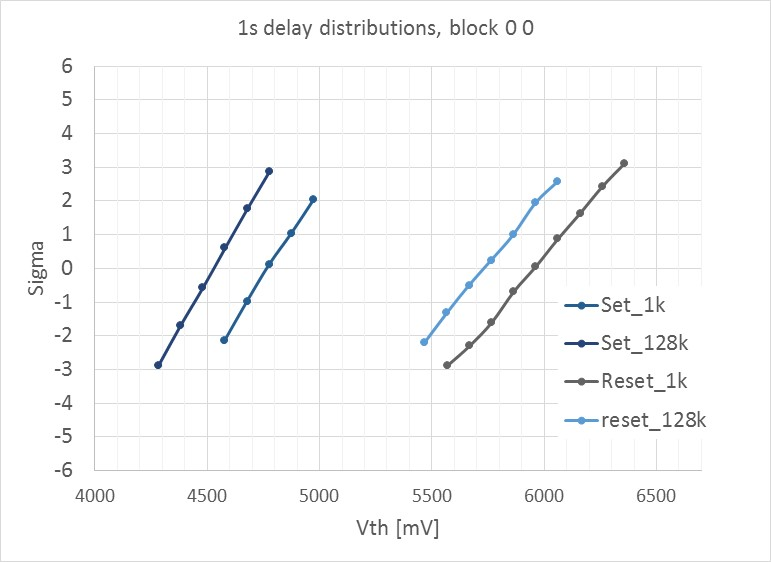 1s delay distributions, block 0 0
6
5
4
3
2
1
0
-1
-2
-3
-4
-5
-6
Sigma
Set_1k
Set_128k
Reset_1k
reset_128k
4000 4500 5000 5500 6000 6500
Vth [mV]